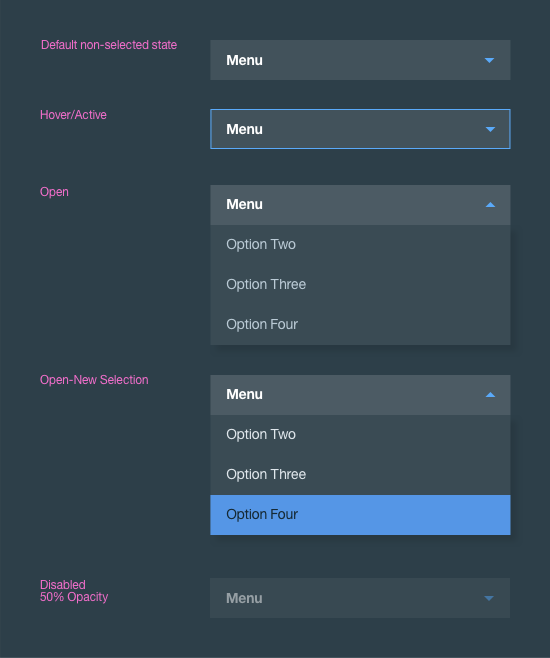 Default non-selected state
Menu
Hover/Active
Menu
Open
Menu
Option Two
Option Three
Option Four
Open-New Selection
Menu
Option Two
Option Three
Option Four
Disabled
50% Opacity
Menu